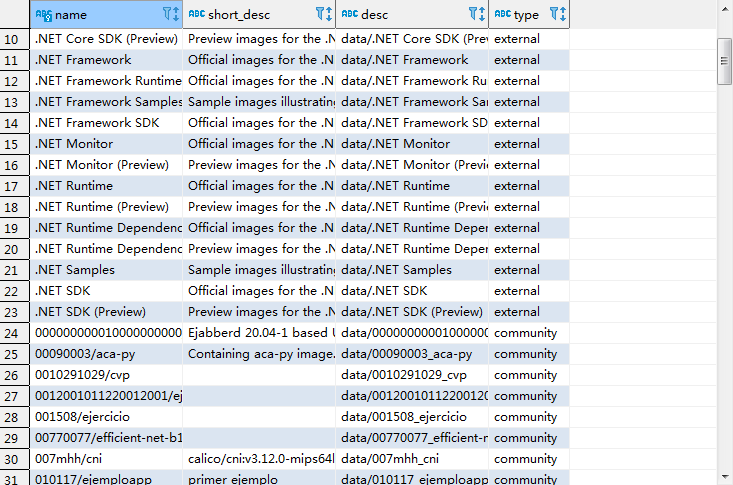 ABC name ABC short_desc ABC desc ABC type
10 .NET Core SDK (Preview) Preview images for the .N data/.NET Core SDK (Prev external
11 .NET Framework Official images for the .N data/.NET Framework external
12 .NET Framework Runtime Official images for the .N data/.NET Framework Ru external
13 .NET Framework Samples Sample images illustrating data/.NET Framework Sar external
14 .NET Framework SDK Official images for the .N data/.NET Framework SD external
15 .NET Monitor Official images for the .N data/.NET Monitor external
16 .NET Monitor (Preview) Preview images for the .N data/.NET Monitor (Previ external
17 .NET Runtime Official images for the .N data/.NET Runtime external
18 .NET Runtime (Preview) Preview images for the .N data/.NET Runtime (Previ external
19 .NET Runtime Dependenc Official images for the .N data/.NET Runtime Depe external
20 .NET Runtime Dependenc Preview images for the .N data/.NET Runtime Depe external
21 .NET Samples Sample images illustrating data/.NET Samples external
22 .NET SDK Official images for the .N data/.NET SDK external
23 .NET SDK (Preview) Preview images for the .N data/.NET SDK (Preview) external
24 Ejabberd 20.04-1 based U community
25 00090003/aca-py Containing aca-py image. data/00090003_aca-py community
26 0010291029/cvp data/0010291029_cvp community
27 0012001011220012001/ej data/0012001011220012 community
28 001508/ejercicio data/001508_ejercicio community
29 00770077/efficient-net-b1 data/00770077_efficient-n community
30 007mhh/cni calico/cni:v3.12.0-mips64l data/007mhh_cni community
31 010117/ejemploapp primer ejemplo data/010117_ejemploapp community